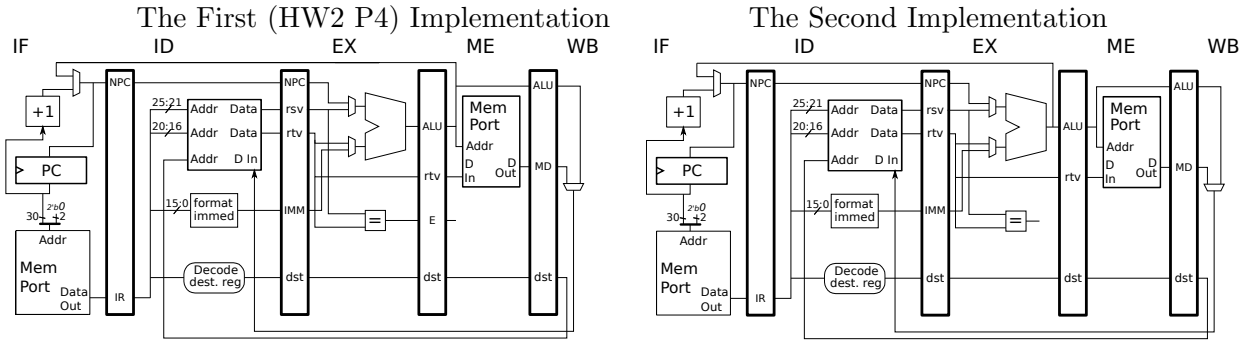 The First (HW2 P4) Implementation
IF ID EX ME WB
NPC
+1
PC
30 2'b0 2
Addr
Mem
Port
Data
Out
IR
25:21
20:16
Addr Data
Addr Data
Addr D In
15:0
format
immed
Decode
dest. reg
NPC
rsv
rtv
IMM
dst
=
ALU
rtv
E
dst
Mem
Port
Addr
D
In
D
Out
ALU
MD
dst
The Second Implementation
IF ID EX ME WB
NPC
+1
PC
30 2'b0 2
Addr
Mem
Port
Data
Out
IR
25:21
20:16
Addr Data
Addr Data
Addr D In
15:0
format
immed
Decode
dest. reg
NPC
rsv
rtv
IMM
dst
=
ALU
rtv
dst
Mem
Port
Addr
D
In
D
Out
ALU
MD
dst